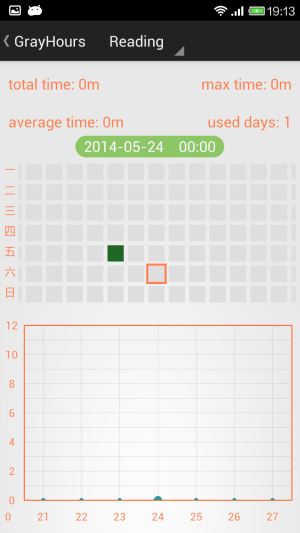 19:13
GrayHours Reading
total time: 0m max time: 0m
average time: 0m used days: 1
2014-05-24 00:00
一
二
三
四
五
六
日
12
10
8
6
4
2
0
0 21 22 23 24 25 26 27